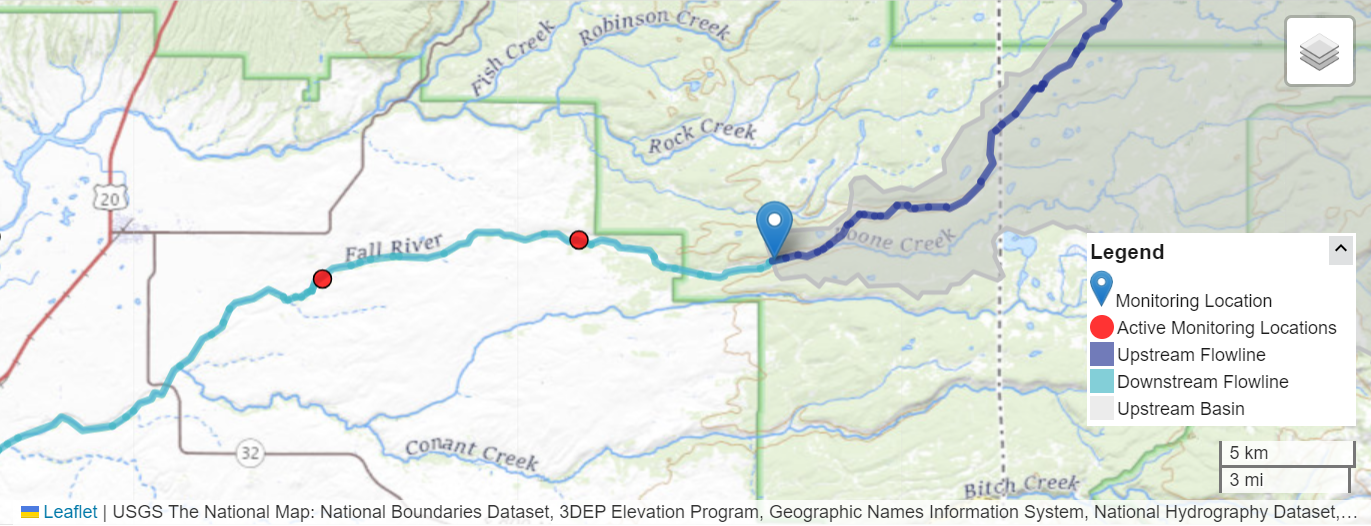 Fish Creek
Robinson Creek
Rock Creek
20
Fall River
Boone Creek
Legend
Monitoring Location
Active Monitoring Locations
Upstream Flowline
Downstream Flowline
Upstream Basin
Conant Creek
32
5 km
3 mi
Bitch Creek
Leaflet | USGS The National Map: National Boundaries Dataset, 3DEP Elevation Program, Geographic Names Information System, National Hydrography Dataset,…